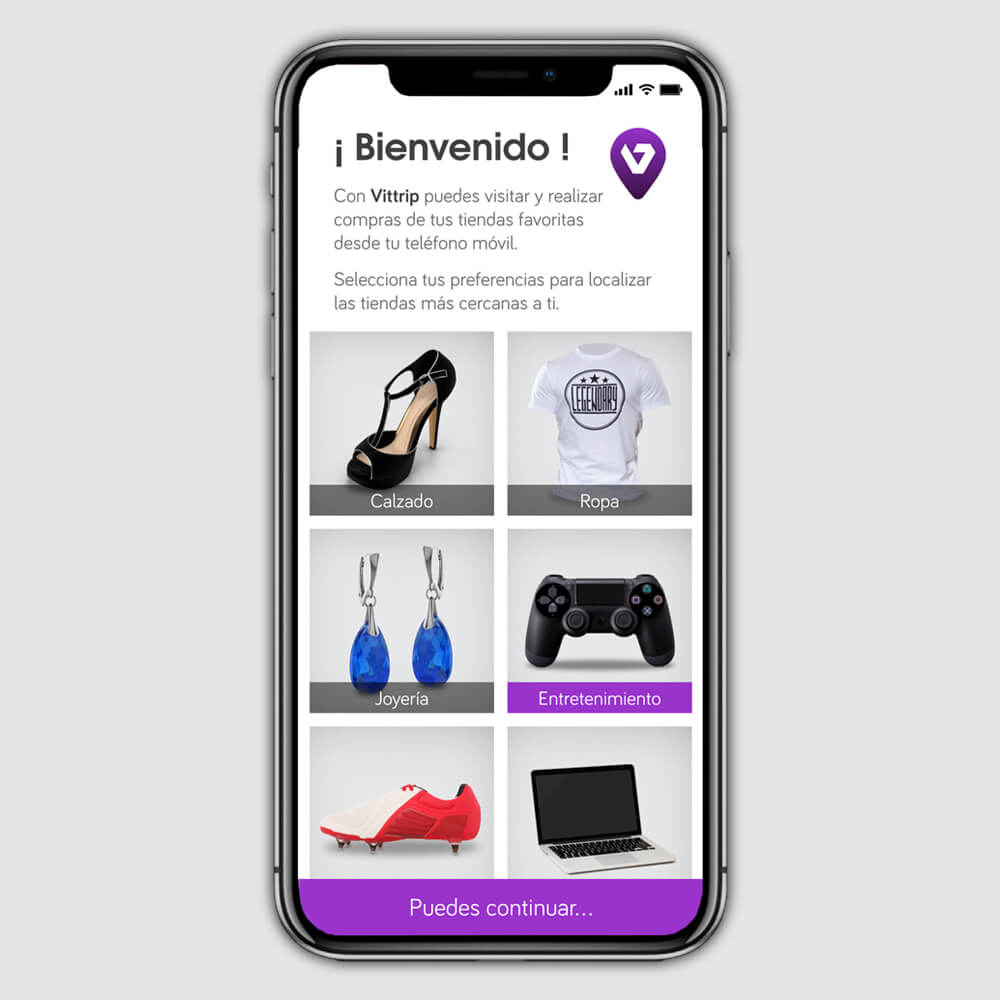 ¡ Bienvenido !
Con Vittrip puedes visitar y realizar
compras de tus tiendas favoritas
desde tu teléfono móvil.
Selecciona tus preferencias para localizar
las tiendas más cercanas a ti.
LEGENDARY
Calzado
Ropa
Joyería
Entretenimiento
Puedes continuar...